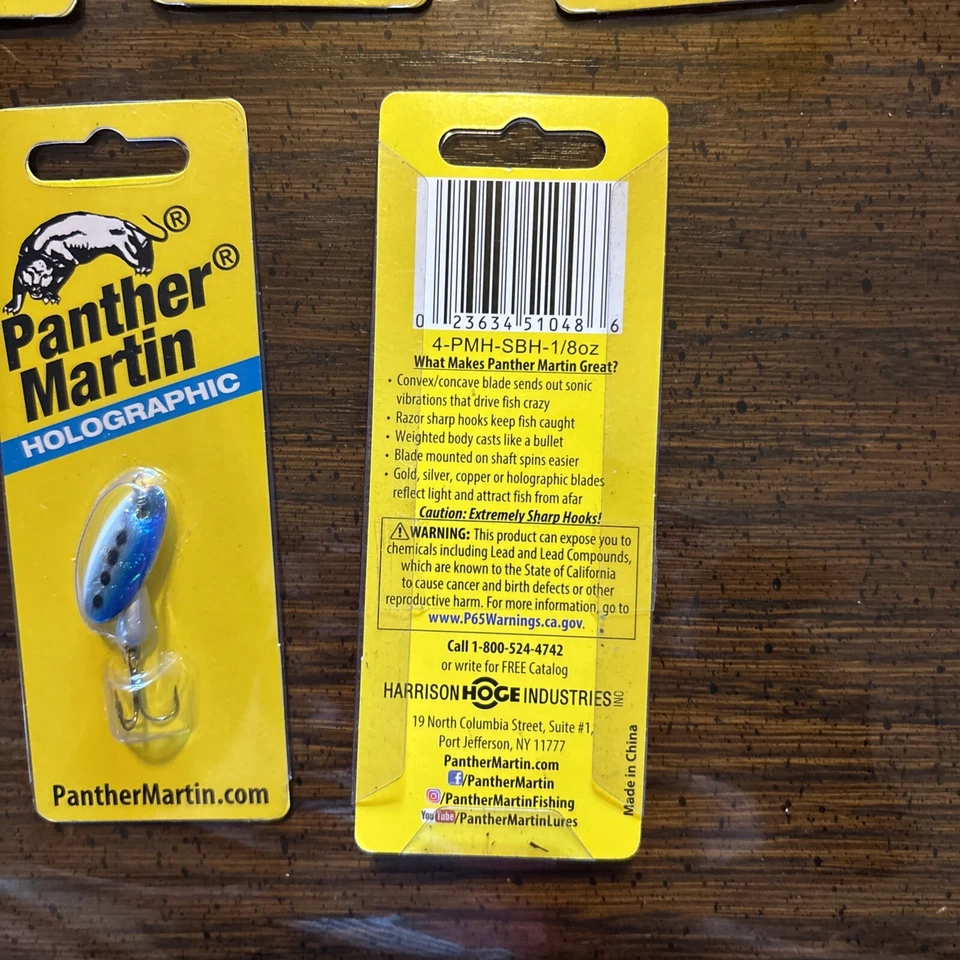 ®
Panther®
Martin
HOLOGRAPHIC
PantherMartin.com
0 23634 51048 6
4-PMH-SBH-1/8oz
What Makes Panther Martin Great?
• Convex/concave blade sends out sonic
vibrations that drive fish crazy
• Razor sharp hooks keep fish caught
• Weighted body casts like a bullet
• Blade mounted on shaft spins easier
• Gold, silver, copper or holographic blades
reflect light and attract fish from afar
Caution: Extremely Sharp Hooks!
⚠WARNING: This product can expose you to
chemicals including Lead and Lead Compounds,
which are known to the State of California
to cause cancer and birth defects or other
reproductive harm. For more information, go to
www.P65Warnings.ca.gov.
Call 1-800-524-4742
or write for FREE Catalog
HARRISON HOGE INDUSTRIES INC
19 North Columbia Street, Suite #1,
Port Jefferson, NY 11777
PantherMartin.com
f/PantherMartin
/PantherMartinFishing
YouTube/PantherMartinLures
Made in China